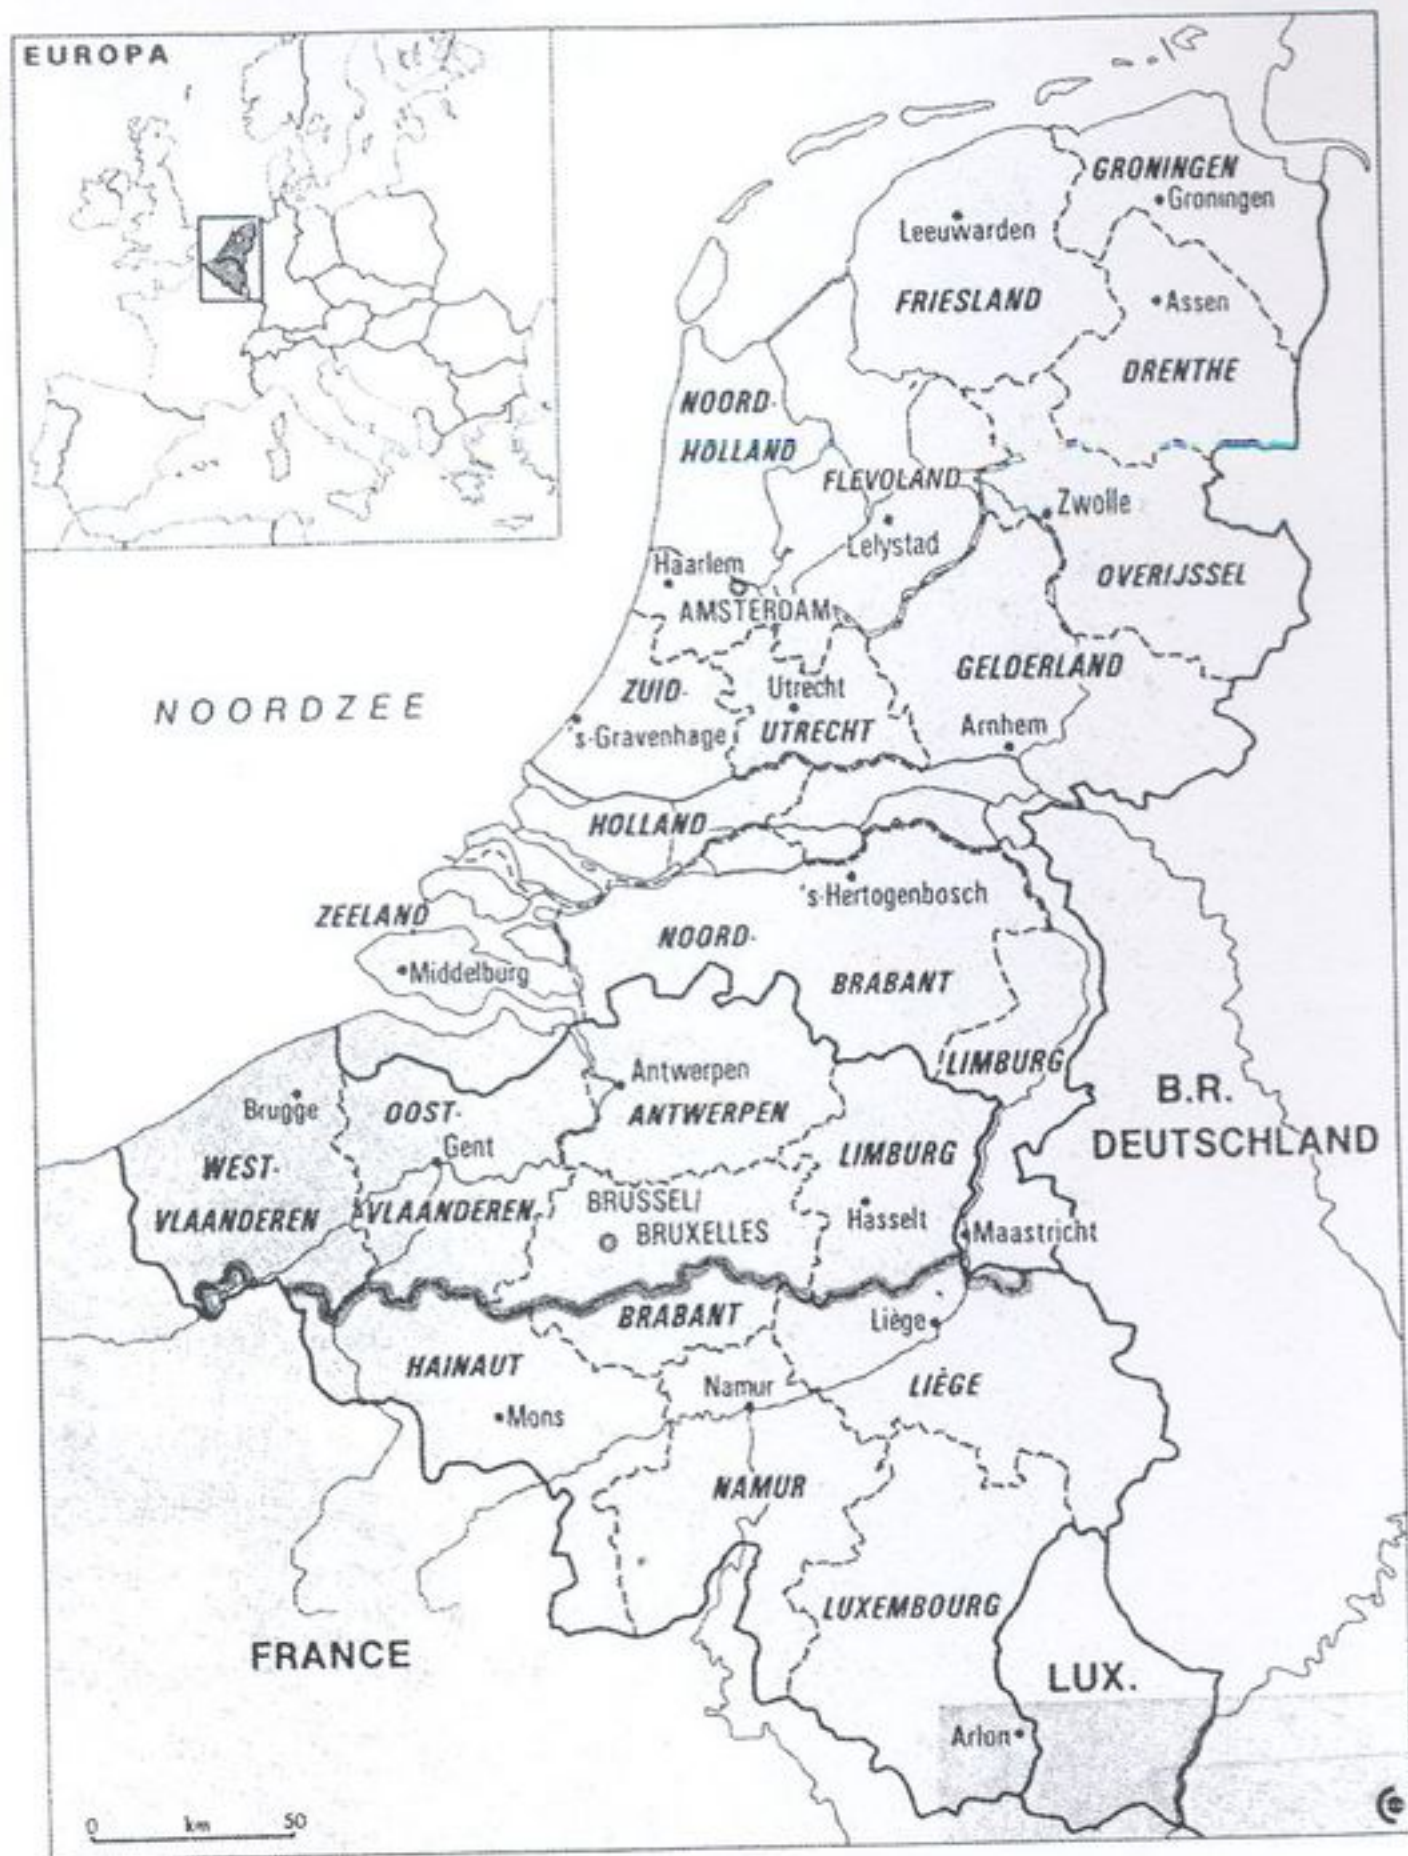 EUROPA
GRONINGEN
Groningen
Leeuwarden
FRIESLAND
Assen
DRENTHE
NOORD-
HOLLAND
FLEVOLAND
Zwolle
Lelystad
Haarlem
OVERIJSSEL
AMSTERDAM
GELDERLAND
ZUID-
Utrecht
NOORDZEE
's-Gravenhage
UTRECHT
Arnhem
HOLLAND
's-Hertogenbosch
ZEELAND
NOORD-
Middelburg
BRABANT
LIMBURG
Antwerpen
B.R.
DEUTSCHLAND
Brugge
OOST-
ANTWERPEN
Gent
LIMBURG
WEST-
VLAANDEREN
VLAANDEREN
BRUSSEL/
BRUXELLES
Hasselt
Maastricht
BRABANT
Liège
HAINAUT
Namur
LIÈGE
Mons
NAMUR
LUXEMBOURG
FRANCE
LUX.
Arlon
0 km 50